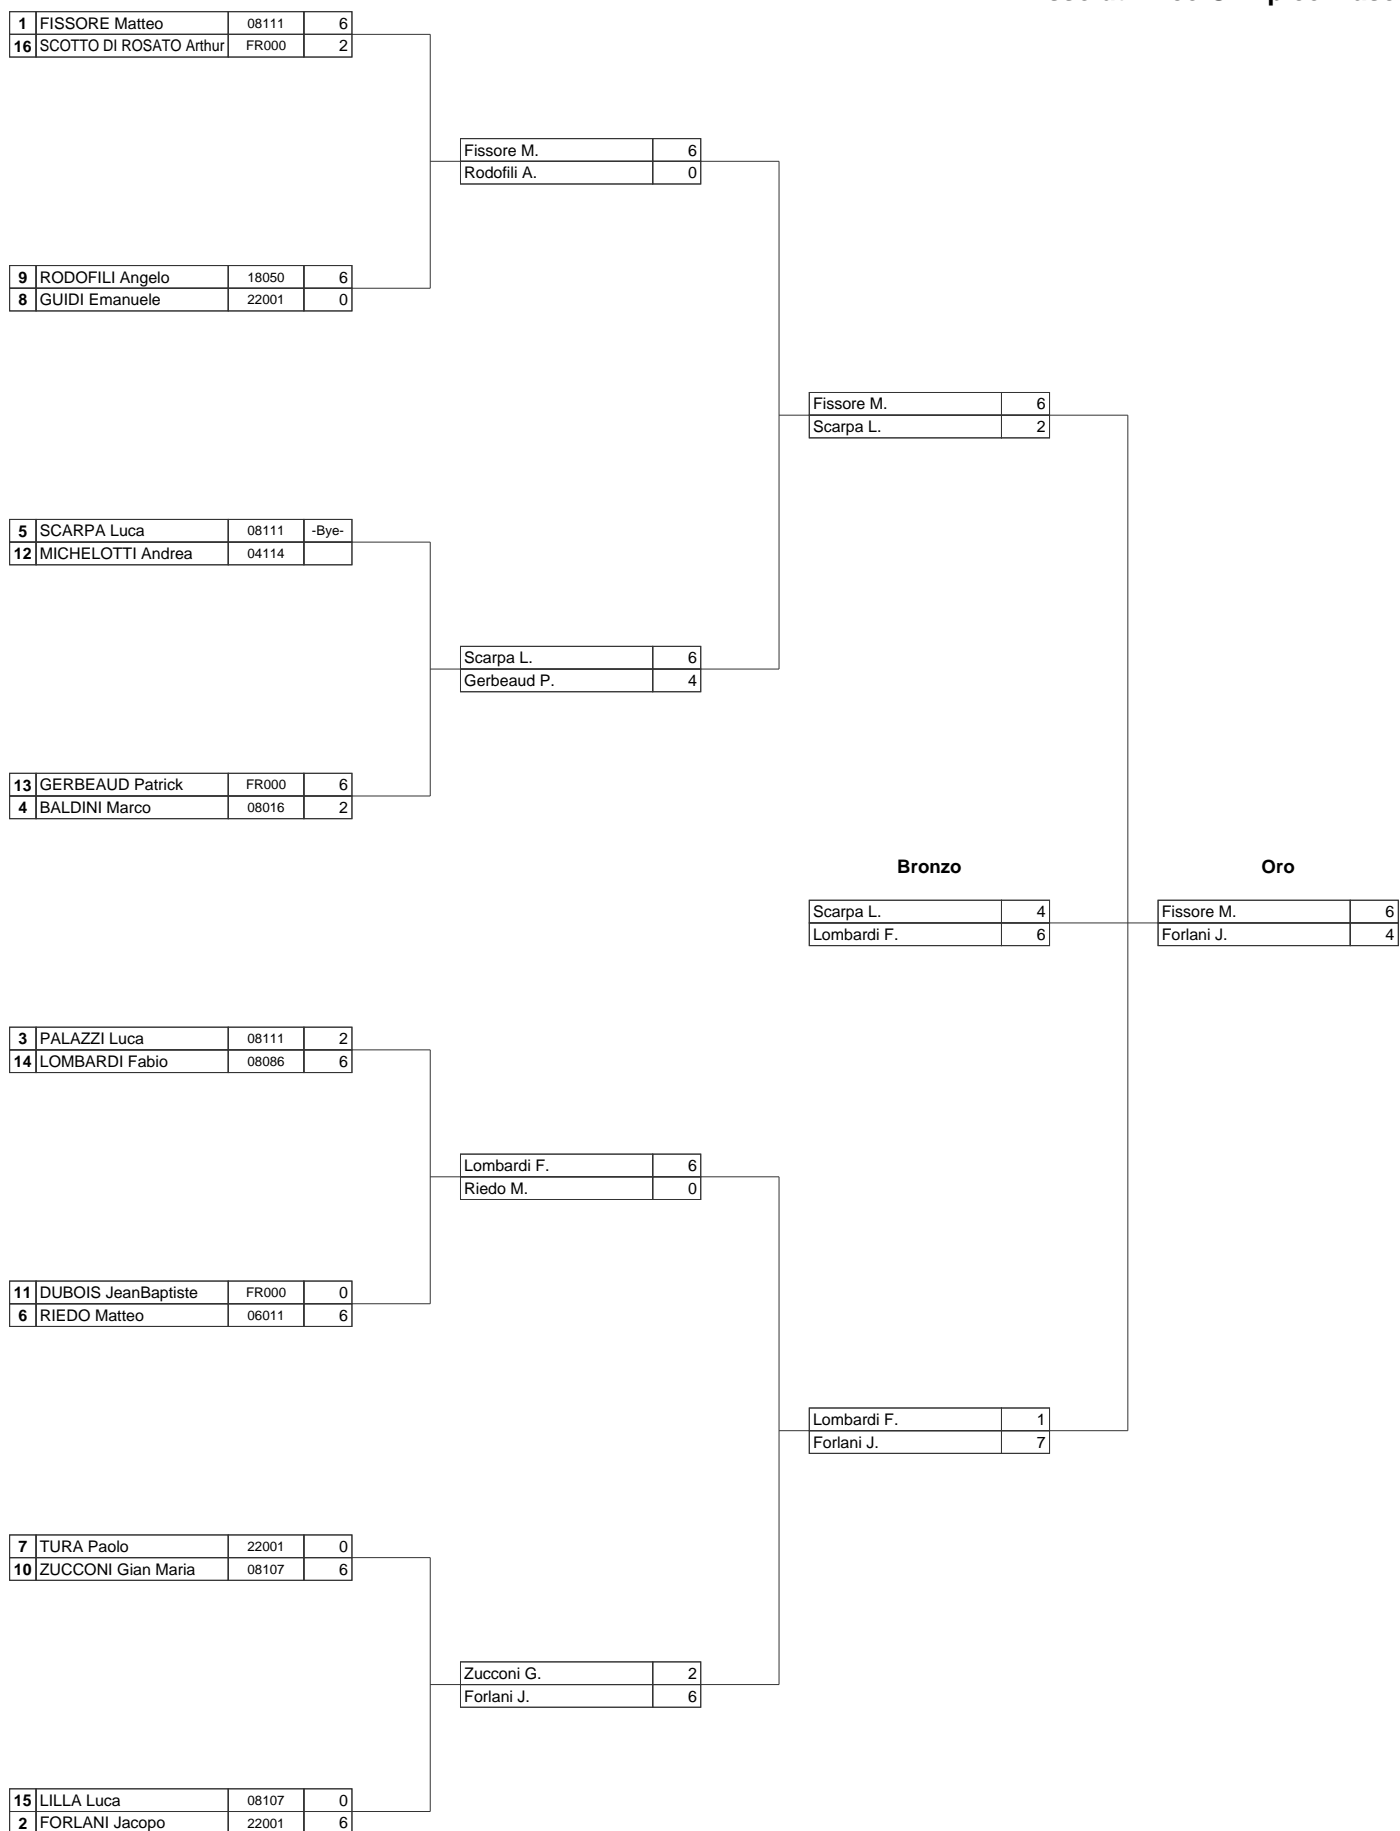 1 FISSORE Matteo 08111 6
16 SCOTTO DI ROSATO Arthur FR000 2
Fissore M. 6
Rodofili A. 0
9 RODOFILI Angelo 18050 6
8 GUIDI Emanuele 22001 0
Fissore M. 6
Scarpa L. 2
5 SCARPA Luca 08111 -Bye-
12 MICHELOTTI Andrea 04114
Scarpa L. 6
Gerbeaud P. 4
13 GERBEAUD Patrick FR000 6
4 BALDINI Marco 08016 2
Bronzo Oro
Scarpa L. 4 Fissore M. 6
Lombardi F. 6 Forlani J. 4
3 PALAZZI Luca 08111 2
14 LOMBARDI Fabio 08086 6
Lombardi F. 6
Riedo M. 0
11 DUBOIS JeanBaptiste FR000 0
6 RIEDO Matteo 06011 6
Lombardi F. 1
Forlani J. 7
7 TURA Paolo 22001 0
10 ZUCCONI Gian Maria 08107 6
Zucconi G. 2
Forlani J. 6
15 LILLA Luca 08107 0
2 FORLANI Jacopo 22001 6